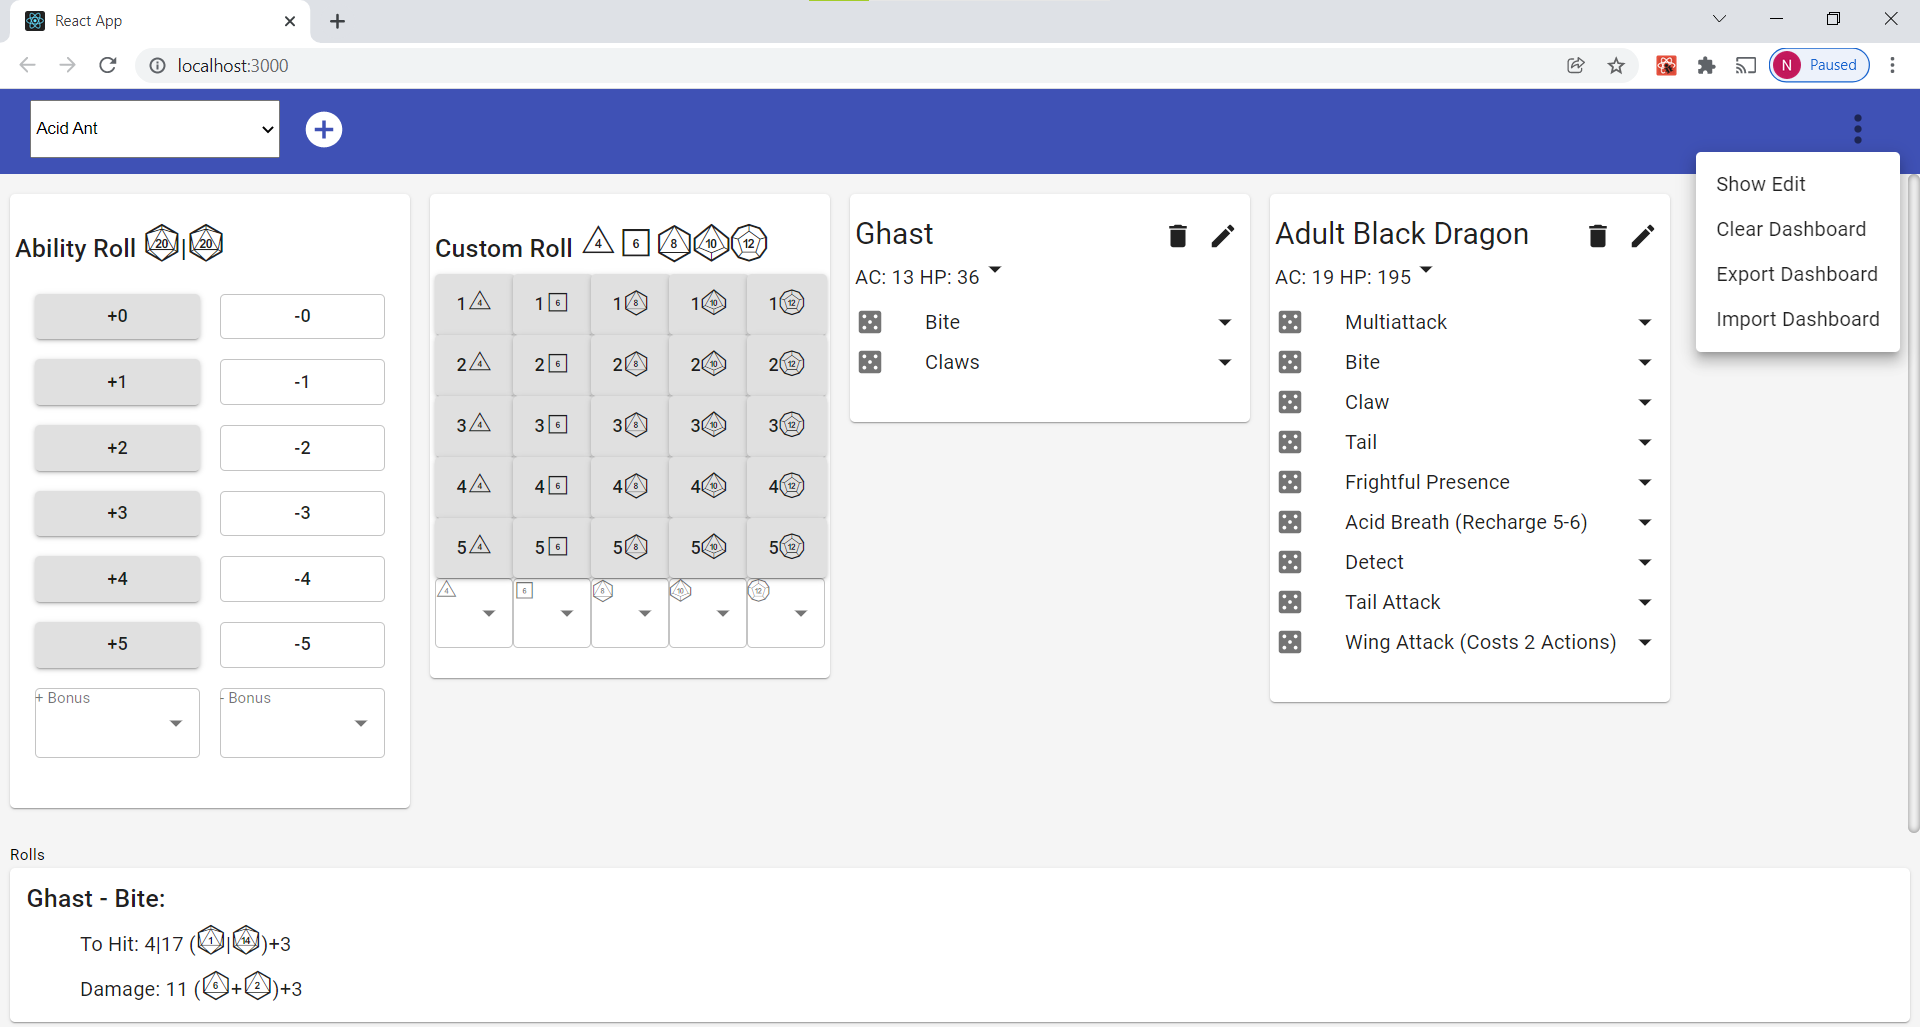 React App
localhost:3000
N Paused
Acid Ant
Show Edit
Clear Dashboard
Export Dashboard
Import Dashboard
Ability Roll 20|20
+0 -0
+1 -1
+2 -2
+3 -3
+4 -4
+5 -5
+ Bonus - Bonus
Custom Roll 4 6 8 10 12
1 4 1 6 1 8 1 10 1 12
2 4 2 6 2 8 2 10 2 12
3 4 3 6 3 8 3 10 3 12
4 4 4 6 4 8 4 10 4 12
5 4 5 6 5 8 5 10 5 12
4 6 8 10 12
Ghast
AC: 13 HP: 36
Bite
Claws
Adult Black Dragon
AC: 19 HP: 195
Multiattack
Bite
Claw
Tail
Frightful Presence
Acid Breath (Recharge 5-6)
Detect
Tail Attack
Wing Attack (Costs 2 Actions)
Rolls
Ghast - Bite:
To Hit: 4|17 (1|14)+3
Damage: 11 (6+2)+3